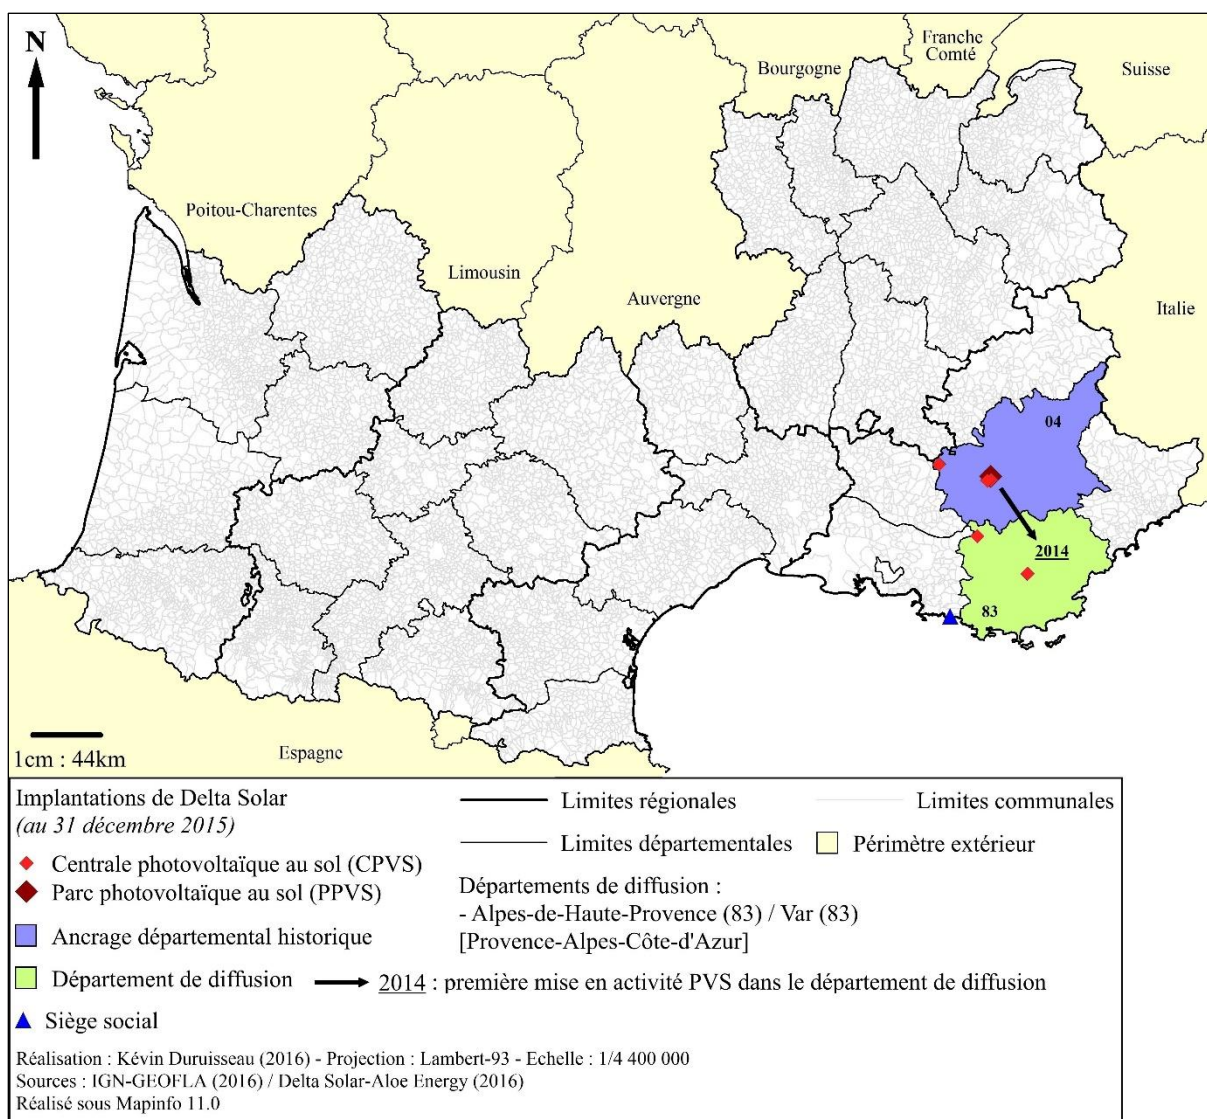 N
Franche
Comté
Bourgogne
Suisse
Poitou-Charentes
Limousin
Auvergne
Italie
04
2014
83
Espagne
1cm : 44km
Implantations de Delta Solar
(au 31 décembre 2015)
Centrale photovoltaïque au sol (CPVS)
Parc photovoltaïque au sol (PPVS)
Ancrage départemental historique
Département de diffusion
2014 : première mise en activité PVS dans le département de diffusion
Siège social
Limites régionales
Limites communales
Limites départementales
Périmètre extérieur
Départements de diffusion :
- Alpes-de-Haute-Provence (83) / Var (83)
[Provence-Alpes-Côte-d'Azur]
Réalisation : Kévin Duruisseau (2016) - Projection : Lambert-93 - Echelle : 1/4 400 000
Sources : IGN-GEOFLA (2016) / Delta Solar-Aloe Energy (2016)
Réalisé sous Mapinfo 11.0